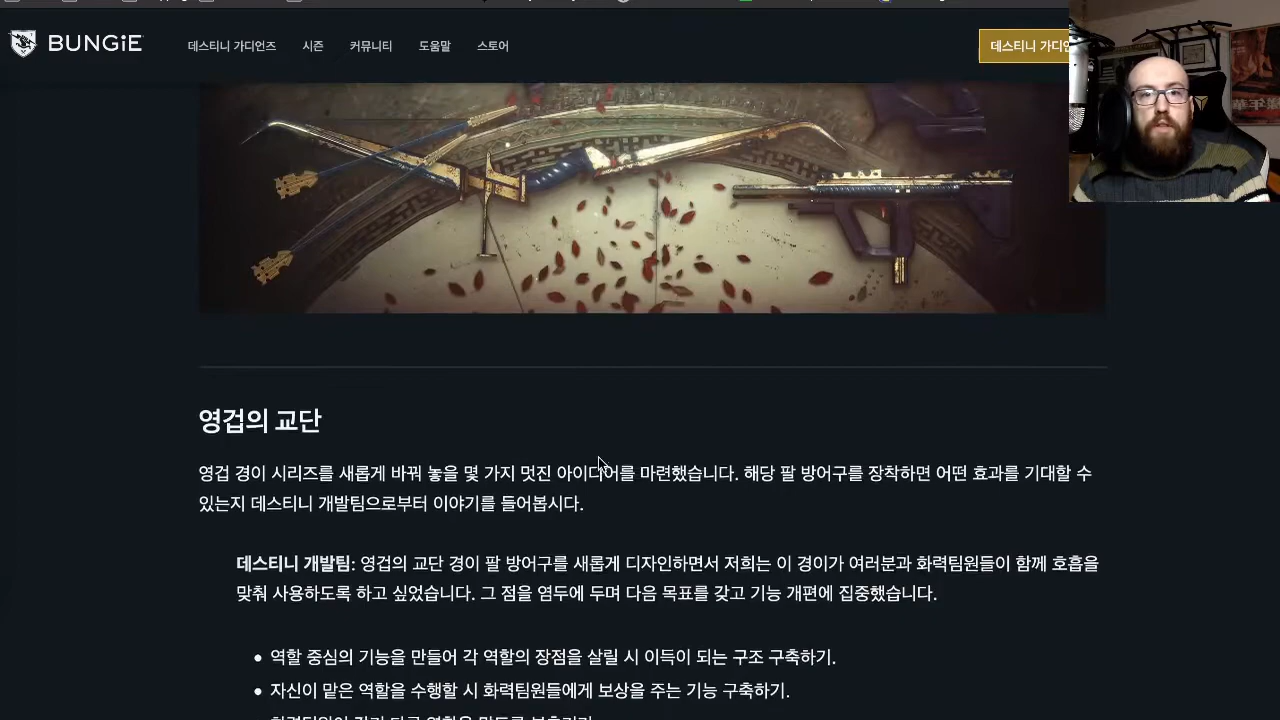 BUNGiE
데스티니 가디언즈 시즌 커뮤니티 도움말 스토어
데스티니 가디언
영겁의 교단
영겁 경이 시리즈를 새롭게 바꿔 놓을 몇 가지 멋진 아이디어를 마련했습니다. 해당 팔 방어구를 장착하면 어떤 효과를 기대할 수
있는지 데스티니 개발팀으로부터 이야기를 들어봅시다.
데스티니 개발팀: 영겁의 교단 경이 팔 방어구를 새롭게 디자인하면서 저희는 이 경이가 여러분과 화력팀원들이 함께 호흡을
맞춰 사용하도록 하고 싶었습니다. 그 점을 염두에 두며 다음 목표를 갖고 기능 개편에 집중했습니다.
• 역할 중심의 기능을 만들어 각 역할의 장점을 살릴 시 이득이 되는 구조 구축하기.
• 자신이 맡은 역할을 수행할 시 화력팀원들에게 보상을 주는 기능 구축하기.